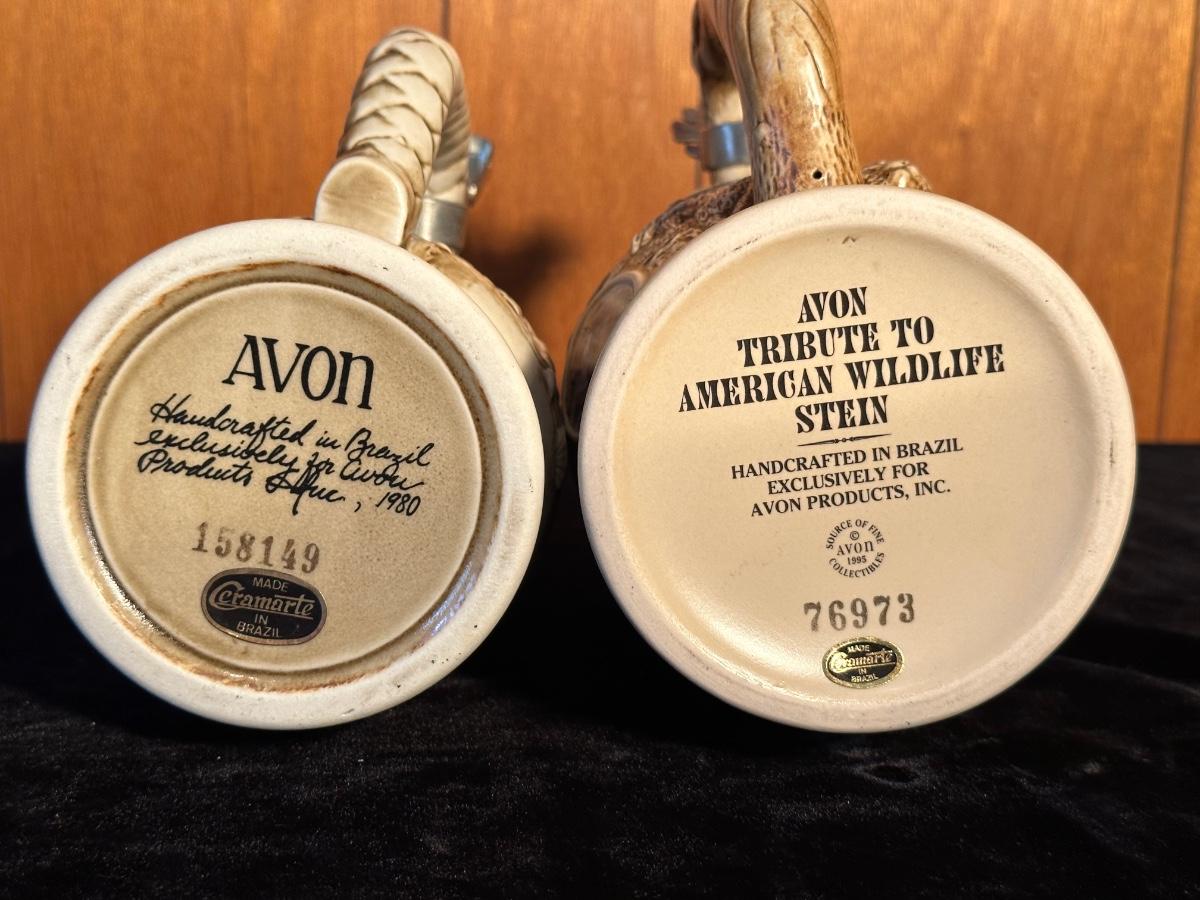 AVON
Handcrafted in Brazil
exclusively for Avon
Products Inc., 1980
158149
MADE
Ceramarte
IN
BRAZIL
AVON
TRIBUTE TO
AMERICAN WILDLIFE
STEIN
HANDCRAFTED IN BRAZIL
EXCLUSIVELY FOR
AVON PRODUCTS, INC.
SOURCE OF FINE
©
AVON
1995
COLLECTIBLES
76973
MADE
Ceramarte
IN
BRAZIL